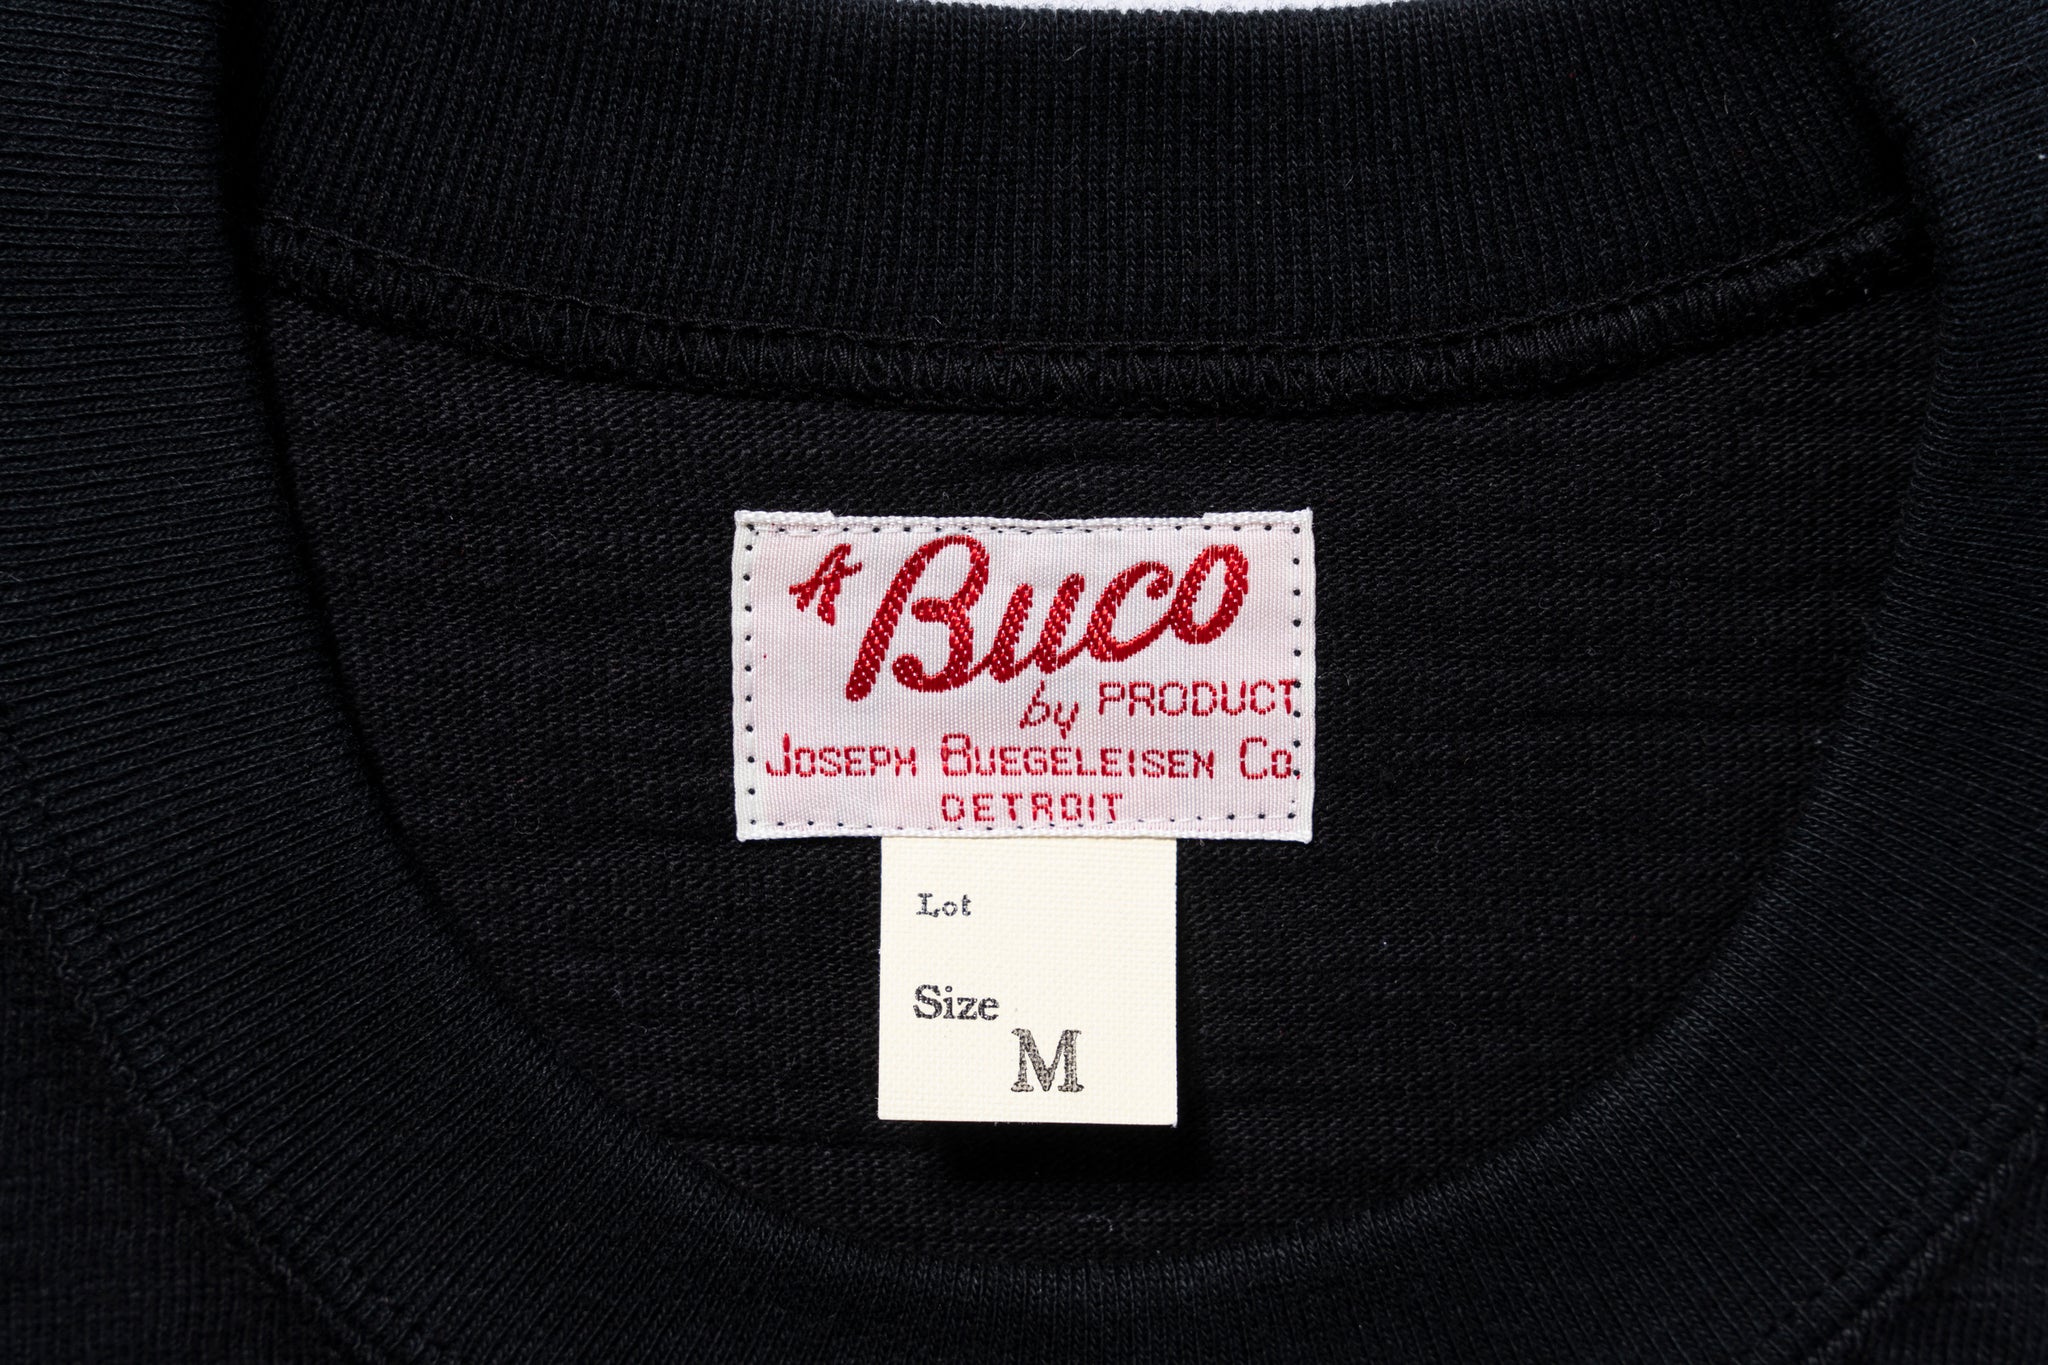 A Buco
by PRODUCT
JOSEPH BUEGELEISEN CO.
DETROIT
Lot
Size
M